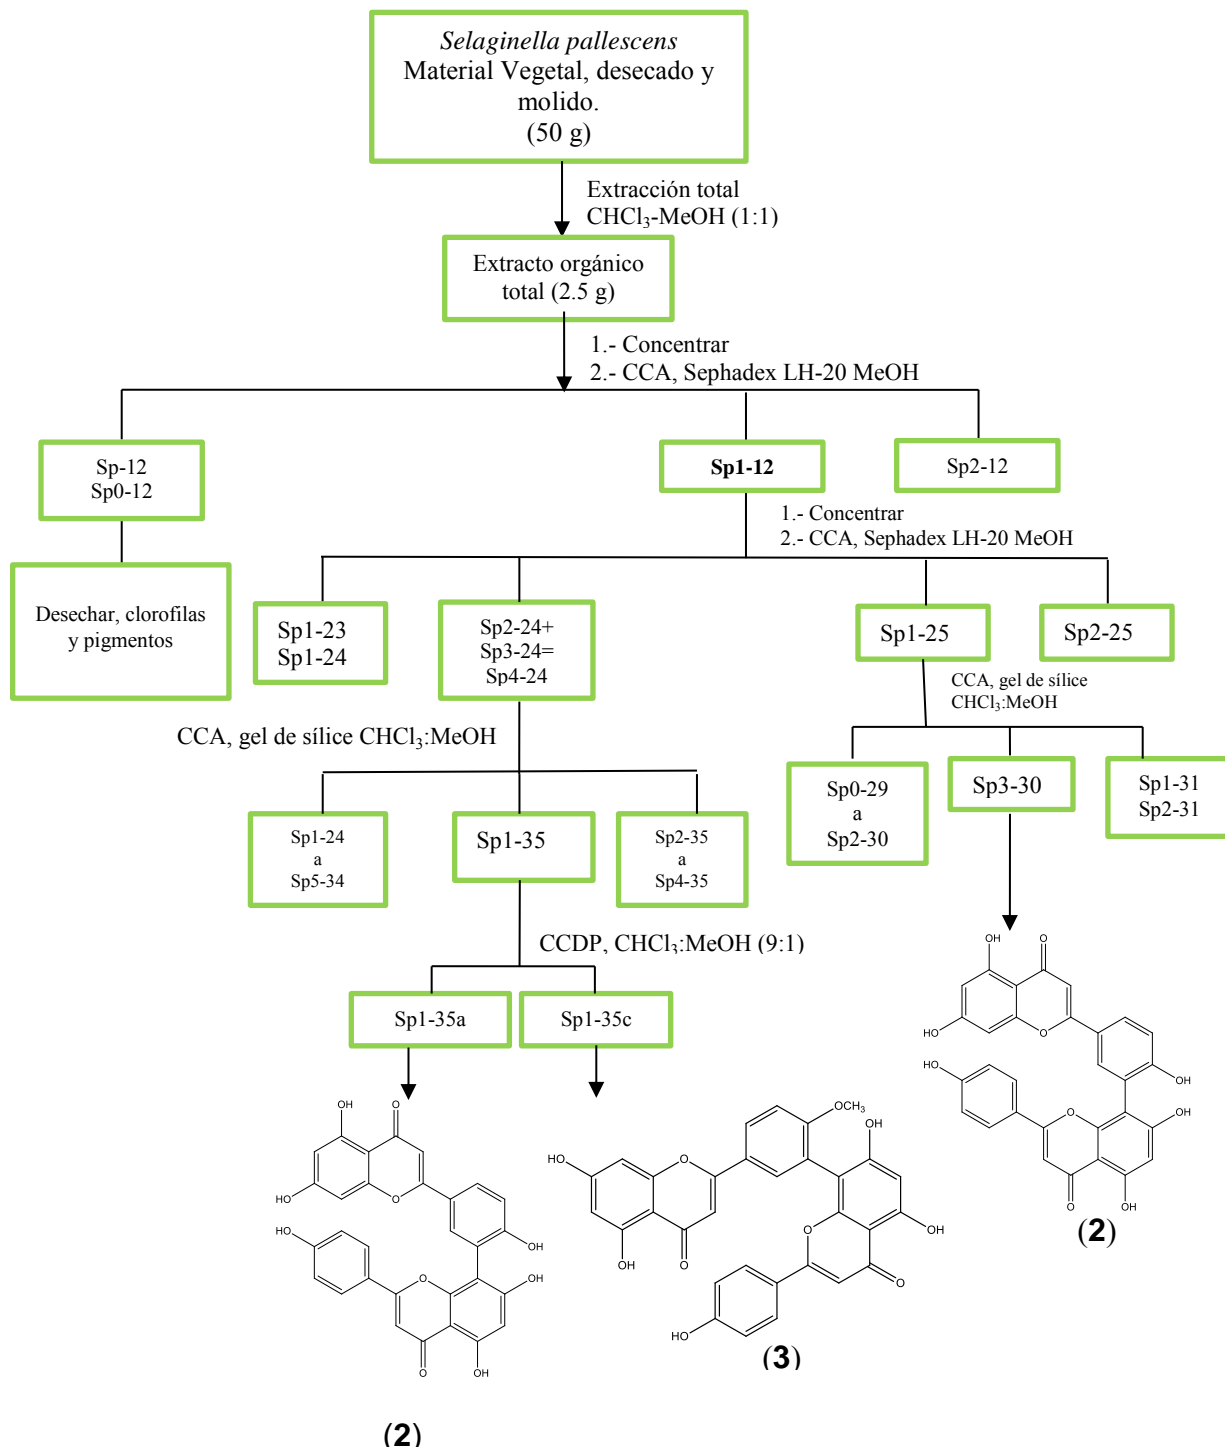 Selaginella pallescens
Material Vegetal, desecado y
molido.
(50 g)
Extracción total
CHCl₃-MeOH (1:1)
Extracto orgánico
total (2.5 g)
1.- Concentrar
2.- CCA, Sephadex LH-20 MeOH
Sp-12
Sp0-12
Sp1-12
Sp2-12
1.- Concentrar
2.- CCA, Sephadex LH-20 MeOH
Desechar, clorofilas
y pigmentos
Sp1-23
Sp1-24
Sp2-24+
Sp3-24=
Sp4-24
Sp1-25
Sp2-25
CCA, gel de sílice
CHCl₃:MeOH
CCA, gel de sílice CHCl₃:MeOH
Sp0-29
a
Sp2-30
Sp3-30
Sp1-31
Sp2-31
Sp1-24
a
Sp5-34
Sp1-35
Sp2-35
a
Sp4-35
CCDP, CHCl₃:MeOH (9:1)
Sp1-35a
Sp1-35c
OH
O
HO
O
HO
OH
O
OH
O
OH
(2)
OH
O
HO
O
HO
OH
O
OH
O
OH
(2)
OCH₃
OH
HO
O
O
OH
OH
O
O
HO
(3)